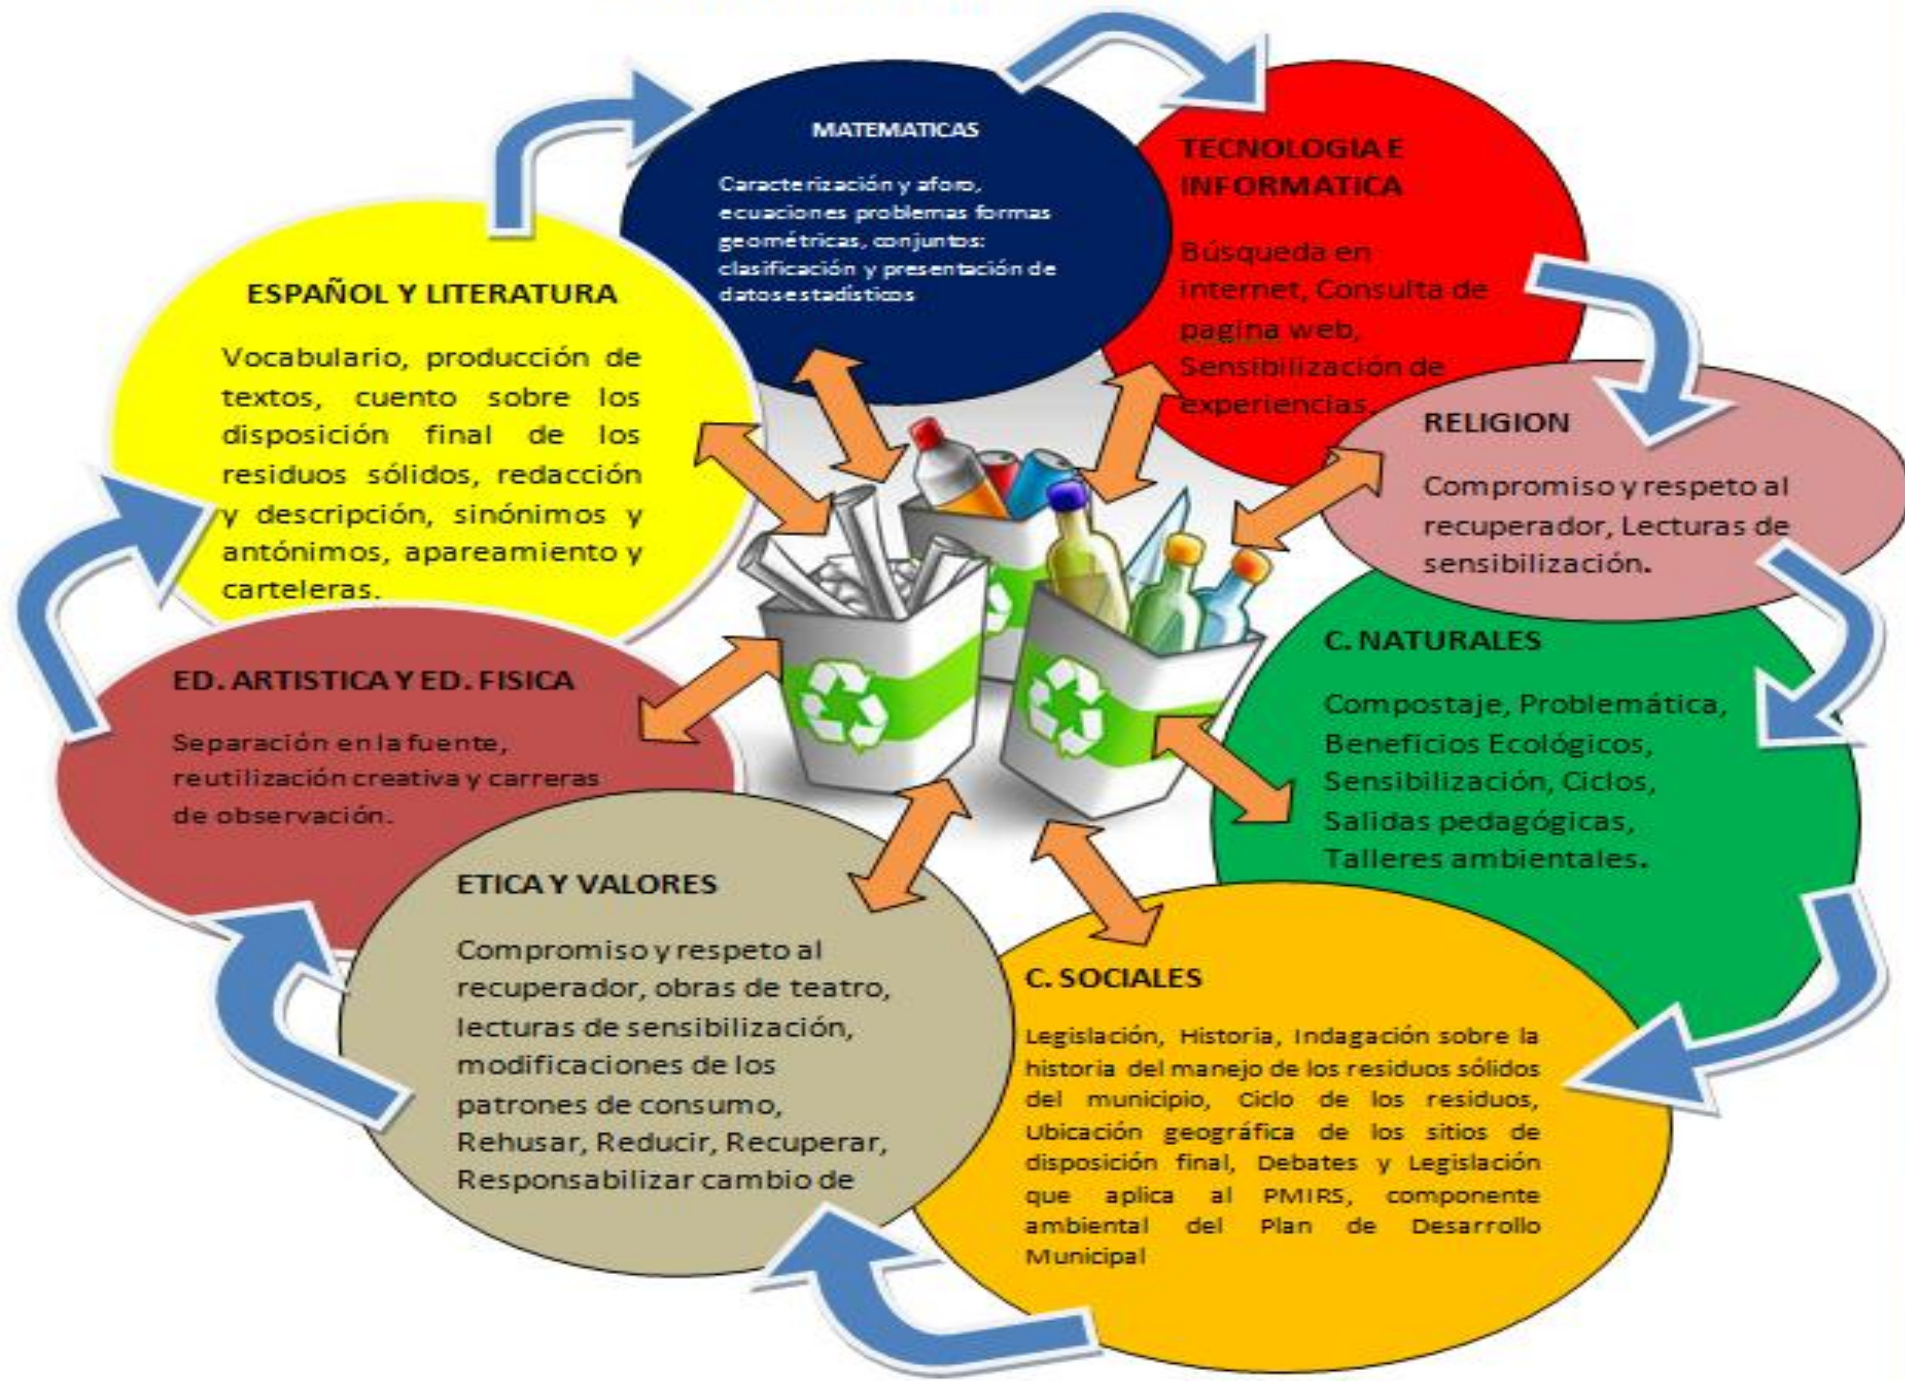 MATEMATICAS
Caracterización y aforo,
ecuaciones problemas formas
geométricas, conjuntos:
clasificación y presentación de
datos estadísticos
TECNOLOGIA E
INFORMATICA
Búsqueda en
internet, Consulta de
pagina web,
Sensibilización de
experiencias.
RELIGION
Compromiso y respeto al
recuperador, Lecturas de
sensibilización.
C. NATURALES
Compostaje, Problemática,
Beneficios Ecológicos,
Sensibilización, Ciclos,
Salidas pedagógicas,
Talleres ambientales.
C. SOCIALES
Legislación, Historia, Indagación sobre la
historia del manejo de los residuos sólidos
del municipio, Ciclo de los residuos,
Ubicación geográfica de los sitios de
disposición final, Debates y Legislación
que aplica al PMIRS, componente
ambiental del Plan de Desarrollo
Municipal
ETICA Y VALORES
Compromiso y respeto al
recuperador, obras de teatro,
lecturas de sensibilización,
modificaciones de los
patrones de consumo,
Rehusar, Reducir, Recuperar,
Responsabilizar cambio de
ED. ARTISTICA Y ED. FISICA
Separación en la fuente,
reutilización creativa y carreras
de observación.
ESPAÑOL Y LITERATURA
Vocabulario, producción de
textos, cuento sobre los
disposición final de los
residuos sólidos, redacción
y descripción, sinónimos y
antónimos, apareamiento y
carteleras.